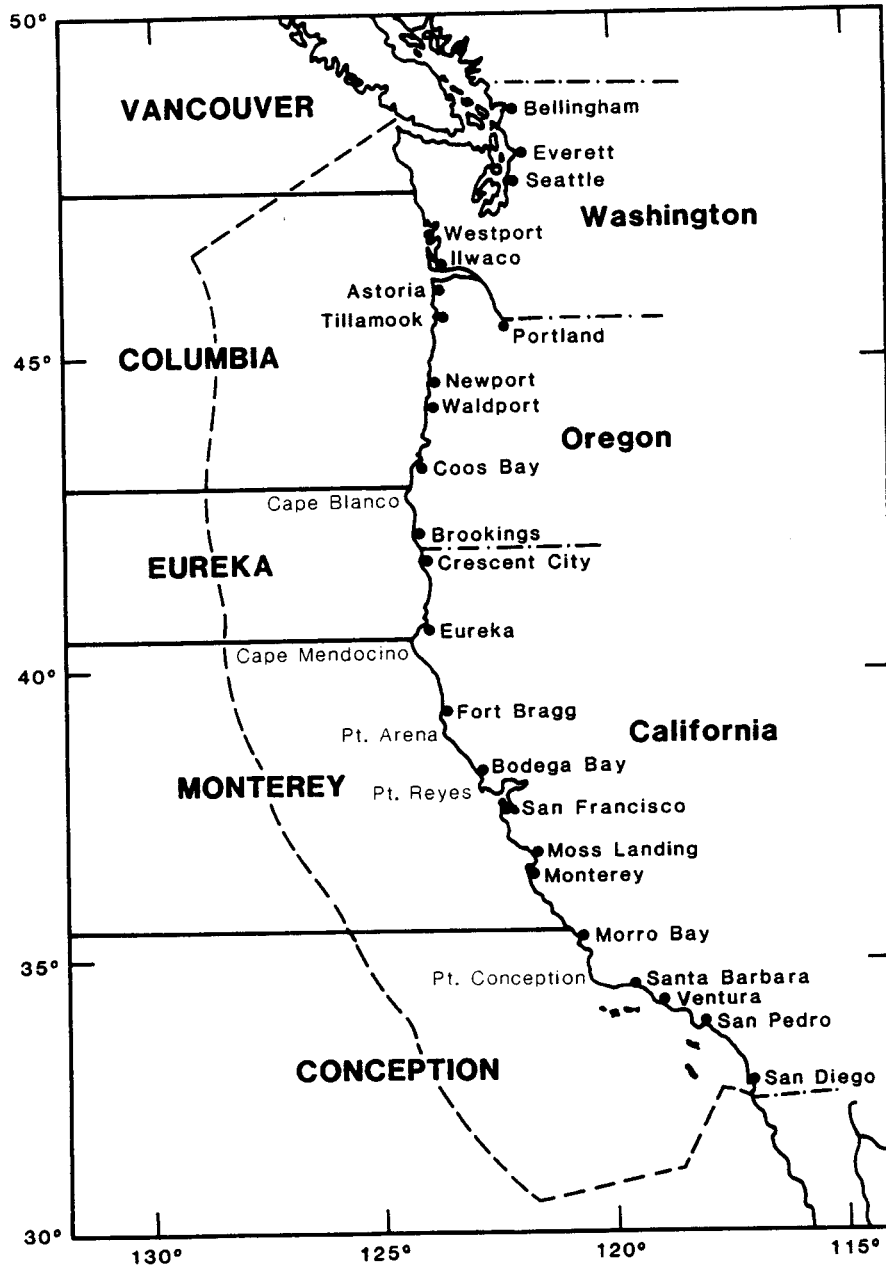 50°
VANCOUVER
Bellingham
Everett
Seattle
Washington
Westport
Ilwaco
Astoria
Tillamook
Portland
45°
COLUMBIA
Newport
Waldport
Oregon
Coos Bay
Cape Blanco
Brookings
EUREKA
Crescent City
Eureka
Cape Mendocino
40°
Fort Bragg
Pt. Arena
California
Bodega Bay
MONTEREY
Pt. Reyes
San Francisco
Moss Landing
Monterey
Morro Bay
35°
Pt. Conception
Santa Barbara
Ventura
San Pedro
CONCEPTION
San Diego
30°
130°
125°
120°
115°